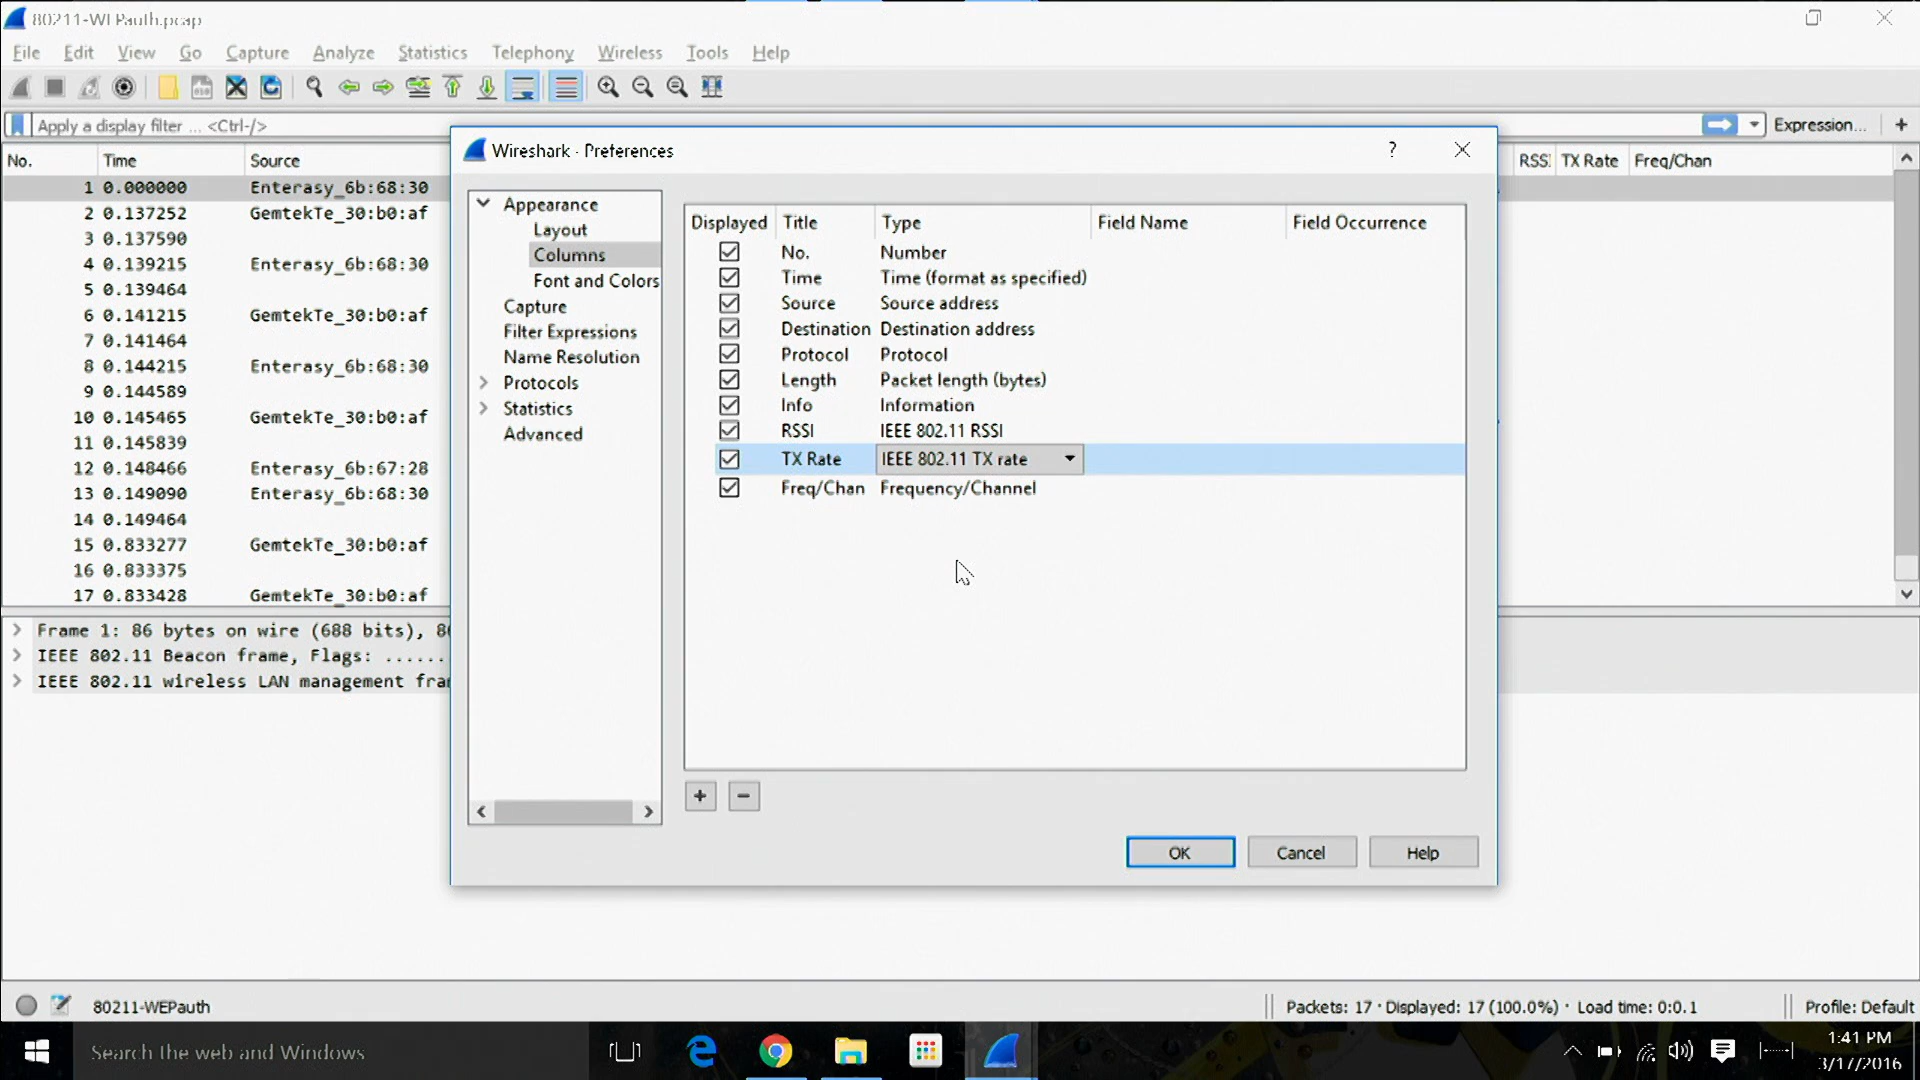 80211-WEPauth.pcap
File Edit View Go Capture Analyze Statistics Telephony Wireless Tools Help
Apply a display filter ... <Ctrl-/>
Expression...
No. Time Source
RSSI TX Rate Freq/Chan
1 0.000000 Enterasy_6b:68:30
2 0.137252 GemtekTe_30:b0:af
3 0.137590
4 0.139215 Enterasy_6b:68:30
5 0.139464
6 0.141215 GemtekTe_30:b0:af
7 0.141464
8 0.144215 Enterasy_6b:68:30
9 0.144589
10 0.145465 GemtekTe_30:b0:af
11 0.145839
12 0.148466 Enterasy_6b:67:28
13 0.149090 Enterasy_6b:68:30
14 0.149464
15 0.833277 GemtekTe_30:b0:af
16 0.833375
17 0.833428 GemtekTe_30:b0:af
Frame 1: 86 bytes on wire (688 bits), 8
IEEE 802.11 Beacon frame, Flags: ......
IEEE 802.11 wireless LAN management fra
Wireshark · Preferences
?
Appearance
Layout
Columns
Font and Colors
Capture
Filter Expressions
Name Resolution
Protocols
Statistics
Advanced
Displayed Title Type Field Name Field Occurrence
No. Number
Time Time (format as specified)
Source Source address
Destination Destination address
Protocol Protocol
Length Packet length (bytes)
Info Information
RSSI IEEE 802.11 RSSI
TX Rate IEEE 802.11 TX rate
Freq/Chan Frequency/Channel
OK Cancel Help
80211-WEPauth
Packets: 17 · Displayed: 17 (100.0%) · Load time: 0:0.1
Profile: Default
Search the web and Windows
1:41 PM
3/17/2016